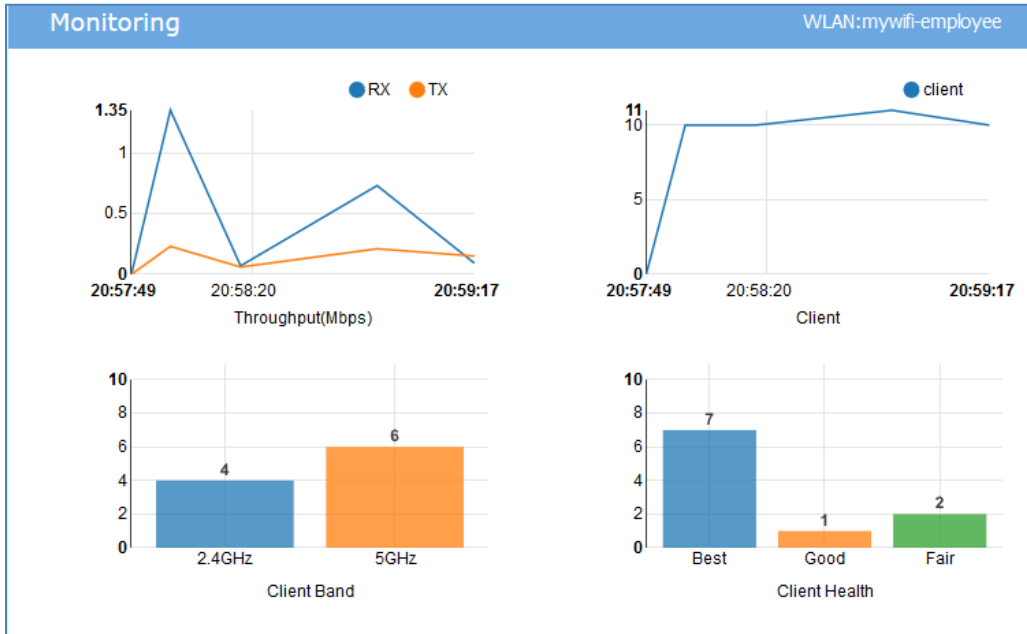 Monitoring
WLAN:mywifi-employee
RX TX
1.35
1
0.5
0
20:57:49 20:58:20 20:59:17
Throughput(Mbps)
client
11
10
5
0
20:57:49 20:58:20 20:59:17
Client
10
8
6
4
2
0
4
6
2.4GHz 5GHz
Client Band
10
8
6
4
2
0
7
1
2
Best Good Fair
Client Health